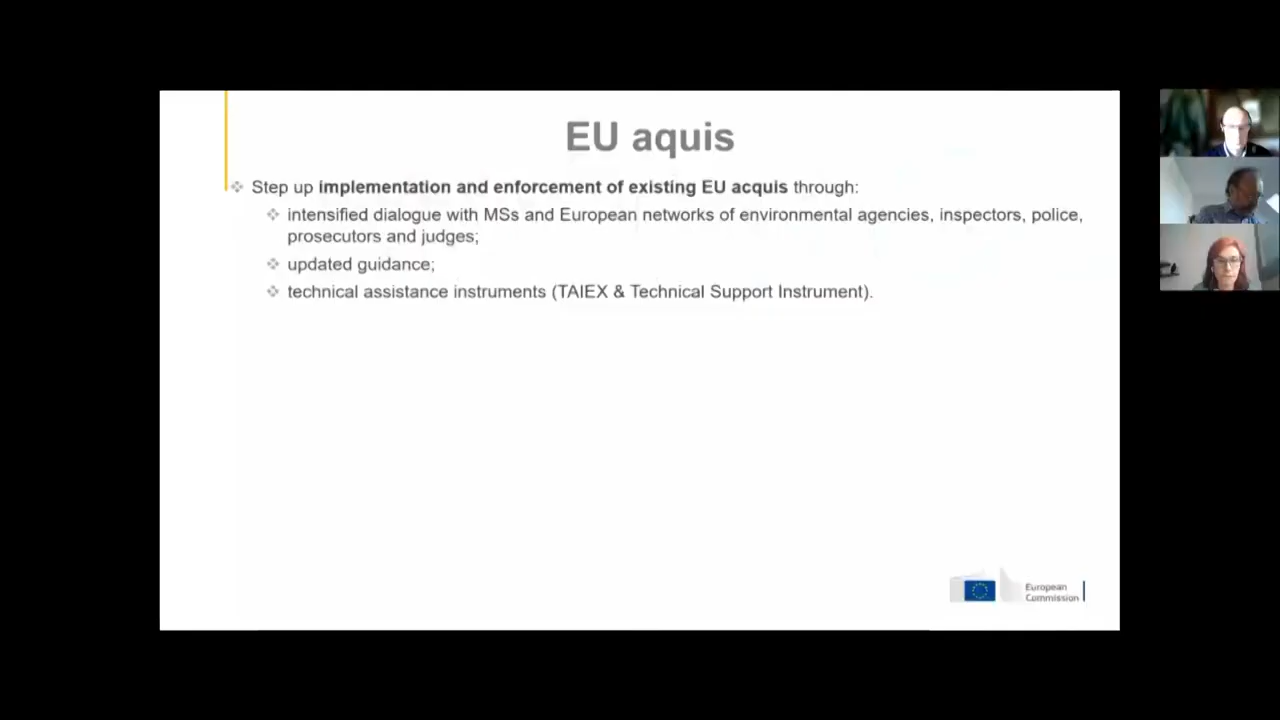 EU aquis
Step up implementation and enforcement of existing EU acquis through:
intensified dialogue with MSs and European networks of environmental agencies, inspectors, police,
prosecutors and judges;
updated guidance;
technical assistance instruments (TAIEX & Technical Support Instrument).
European
Commission